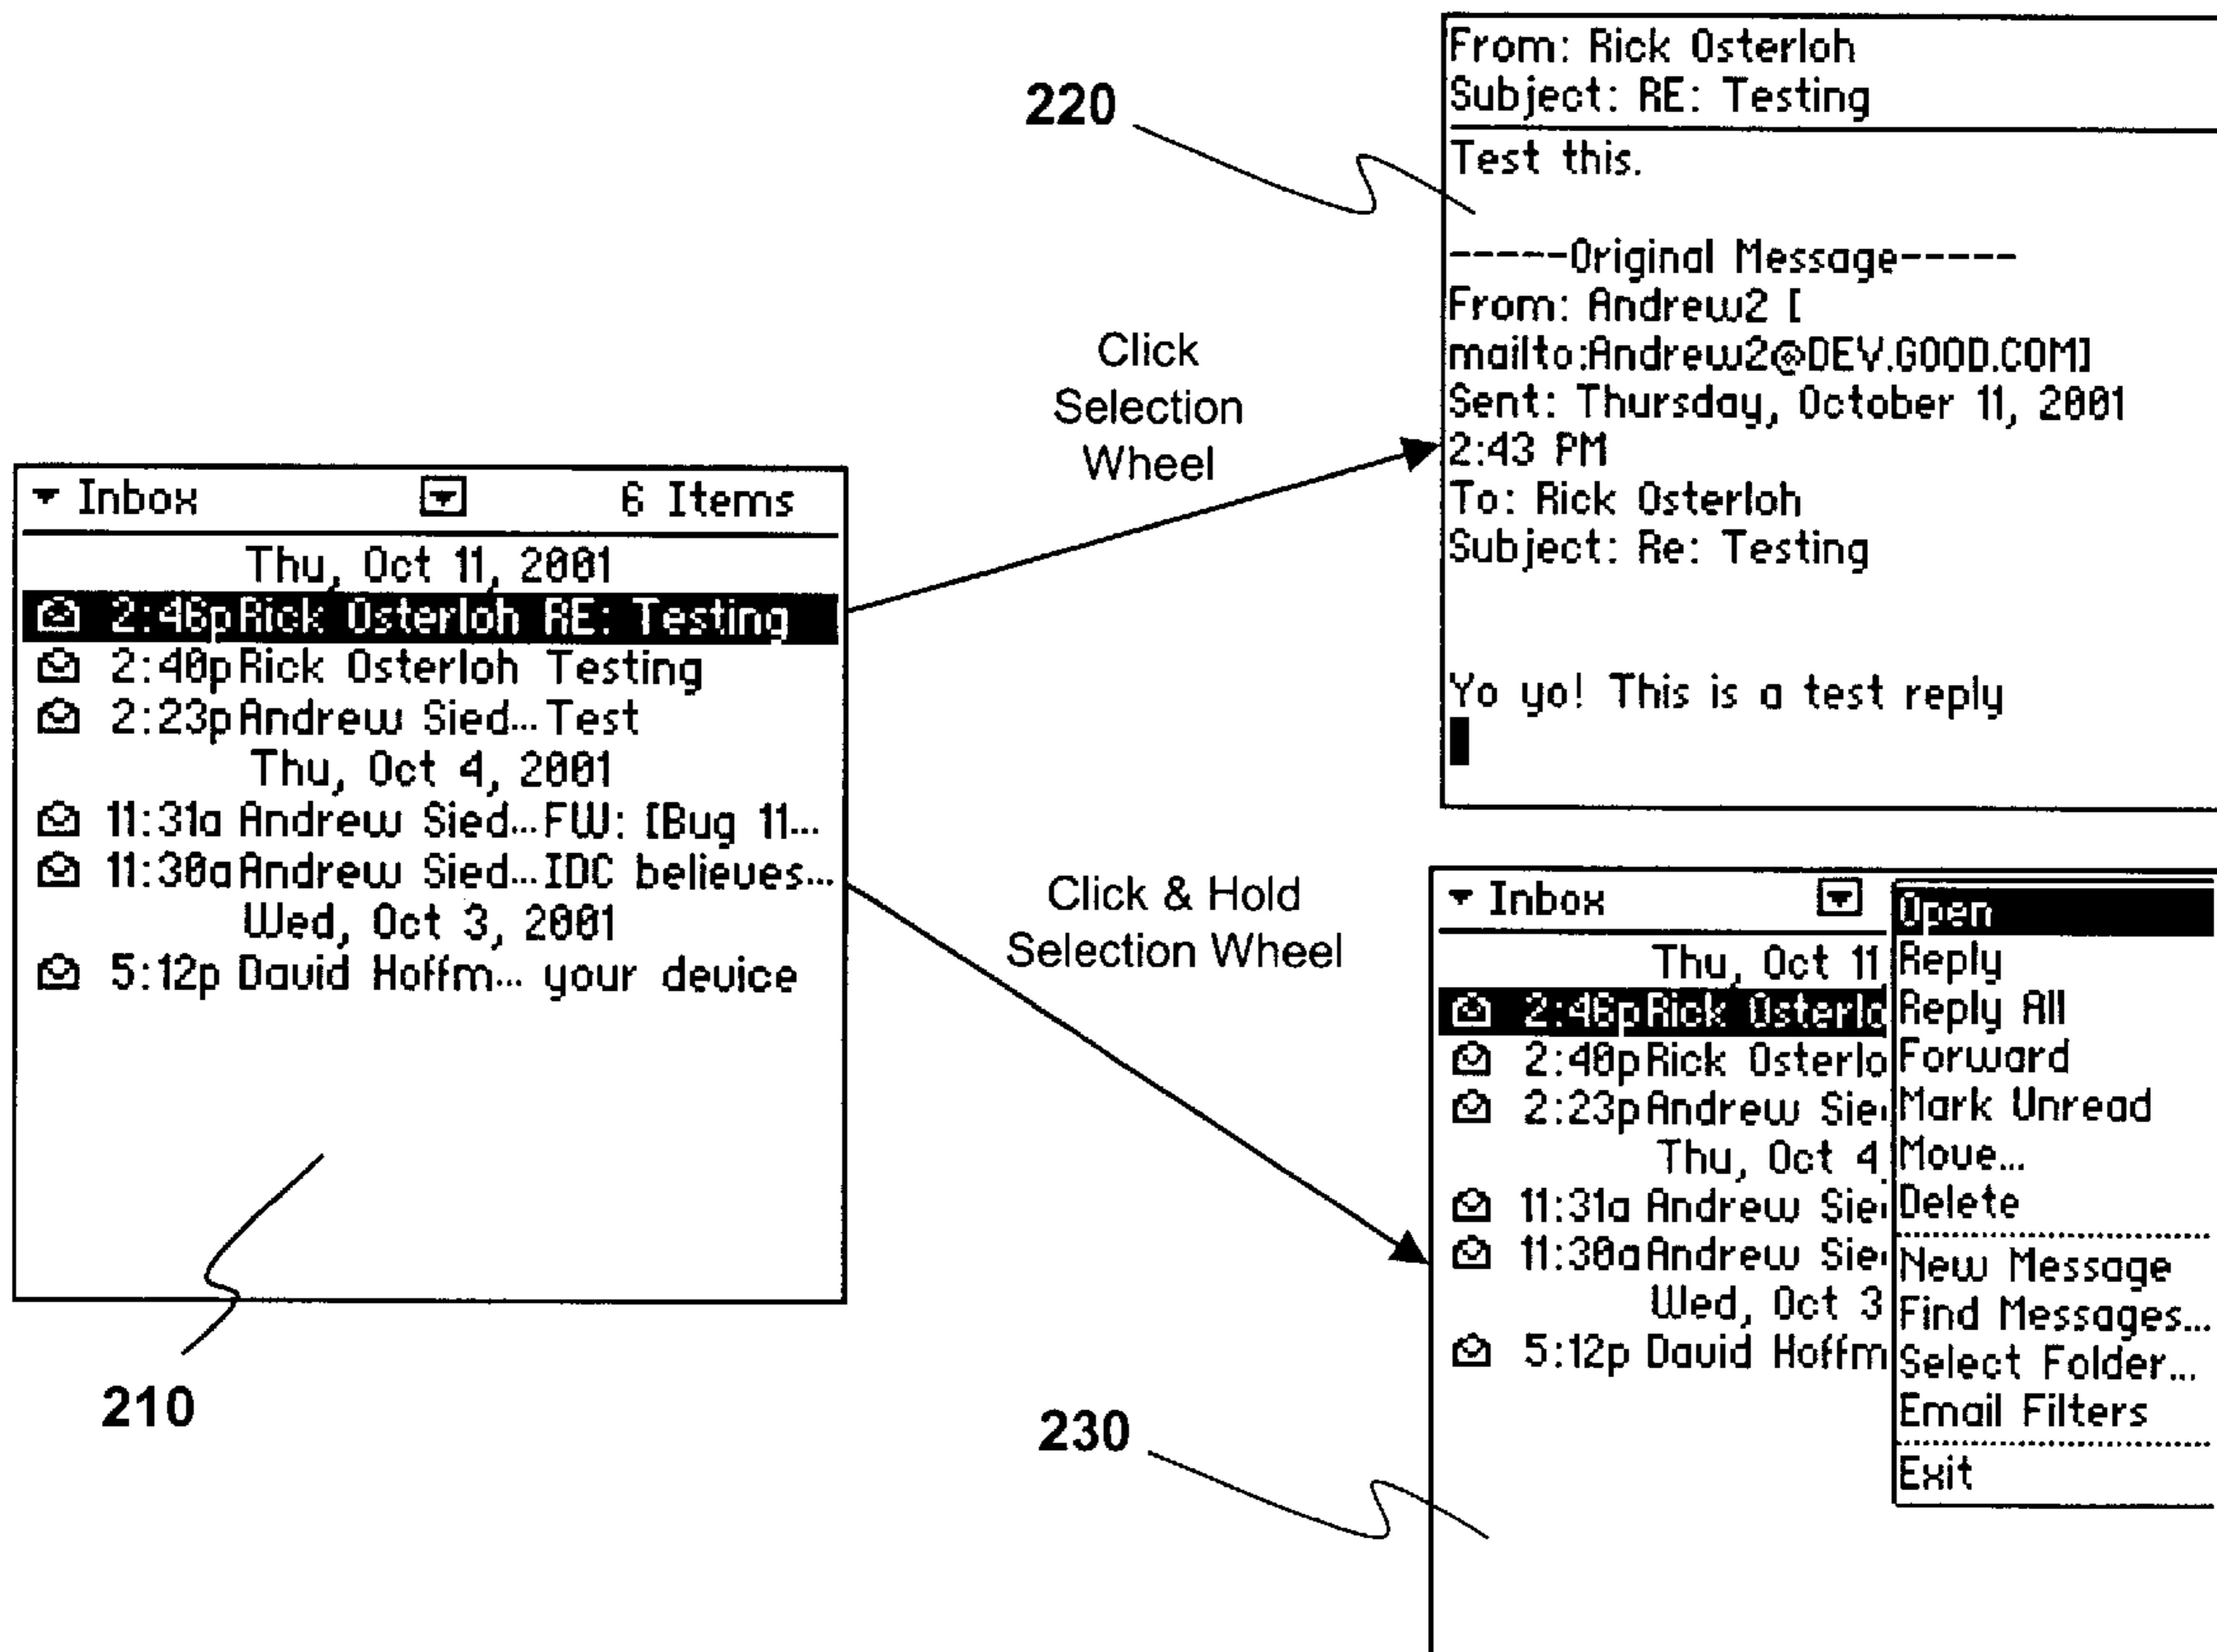 Inbox 6 Items
Thu, Oct 11, 2001
2:46p Rick Osterloh RE: Testing
2:40p Rick Osterloh Testing
2:23p Andrew Sied... Test
Thu, Oct 4, 2001
11:31a Andrew Sied... FW: [Bug 11...
11:30a Andrew Sied... IDC believes...
Wed, Oct 3, 2001
5:12p David Hoffm... your device
210
Click
Selection
Wheel
220
From: Rick Osterloh
Subject: RE: Testing
Test this.
-----Original Message-----
From: Andrew2 [
mailto:Andrew2@DEV.GOOD.COM]
Sent: Thursday, October 11, 2001
2:43 PM
To: Rick Osterloh
Subject: Re: Testing
Yo yo! This is a test reply
Click & Hold
Selection Wheel
230
Inbox
Thu, Oct 11
2:46p Rick Osterlo
2:40p Rick Osterlo
2:23p Andrew Sie
Thu, Oct 4
11:31a Andrew Sie
11:30a Andrew Sie
Wed, Oct 3
5:12p David Hoffm
Open
Reply
Reply All
Forward
Mark Unread
Move...
Delete
New Message
Find Messages...
Select Folder...
Email Filters
Exit